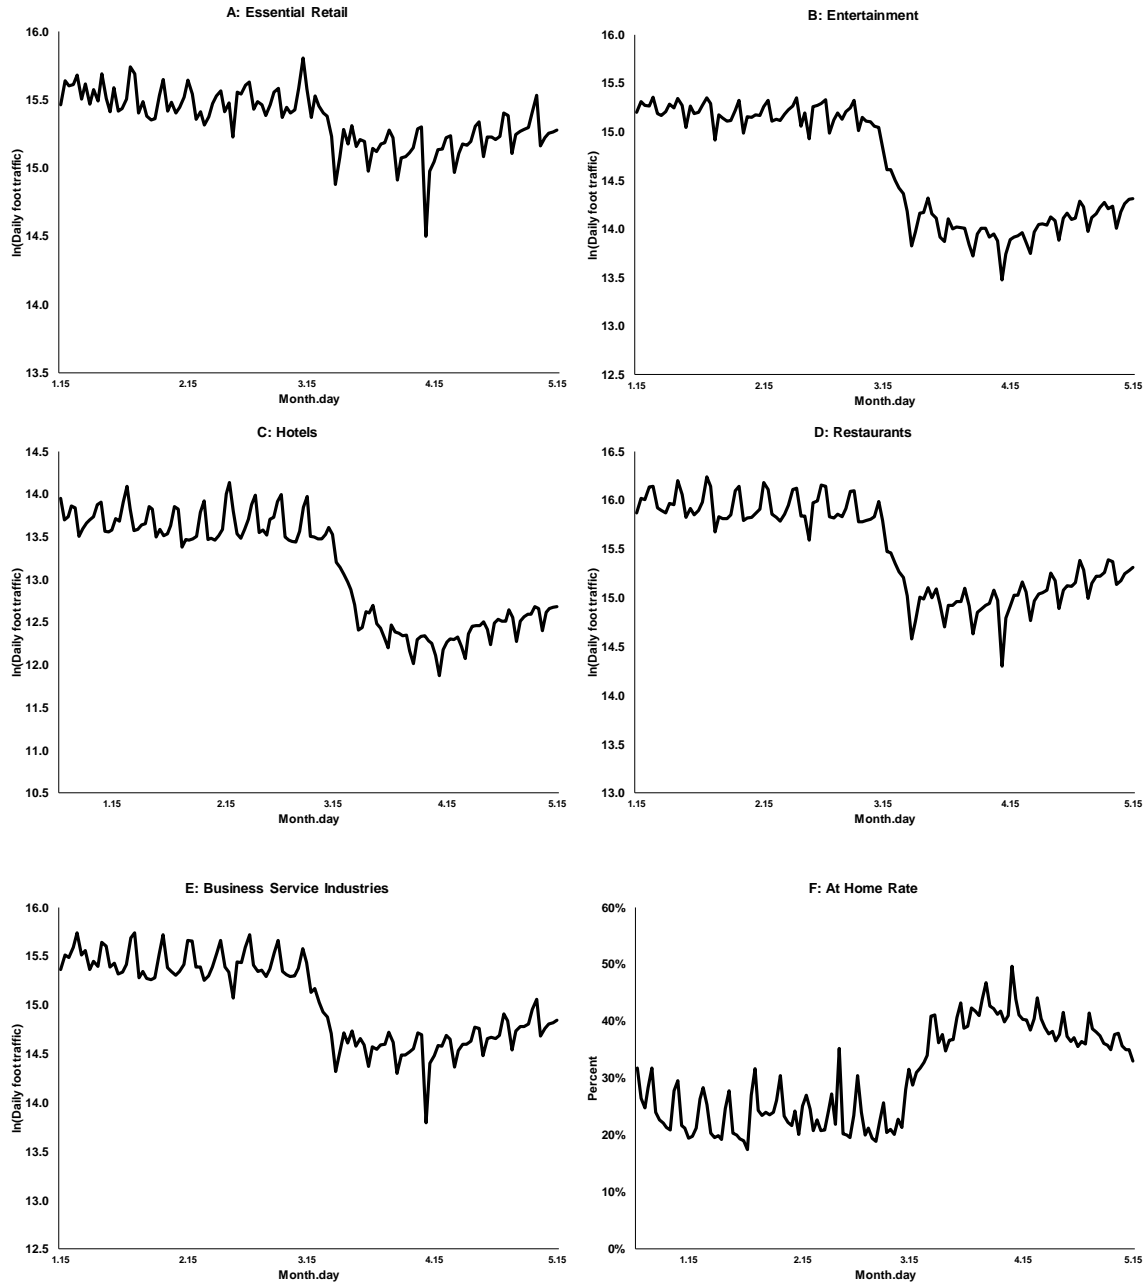 A: Essential Retail
16.0
15.5
15.0
14.5
14.0
13.5
ln(Daily foot traffic)
1.15 2.15 3.15 4.15 5.15
Month.day
B: Entertainment
16.0
15.5
15.0
14.5
14.0
13.5
13.0
12.5
ln(Daily foot traffic)
1.15 2.15 3.15 4.15 5.15
Month.day
C: Hotels
14.5
14.0
13.5
13.0
12.5
12.0
11.5
11.0
10.5
ln(Daily foot traffic)
1.15 2.15 3.15 4.15 5.15
Month.day
D: Restaurants
16.5
16.0
15.5
15.0
14.5
14.0
13.5
13.0
ln(Daily foot traffic)
1.15 2.15 3.15 4.15 5.15
Month.day
E: Business Service Industries
16.0
15.5
15.0
14.5
14.0
13.5
13.0
12.5
ln(Daily foot traffic)
1.15 2.15 3.15 4.15 5.15
Month.day
F: At Home Rate
60%
50%
40%
30%
20%
10%
0%
Percent
1.15 2.15 3.15 4.15 5.15
Month.day